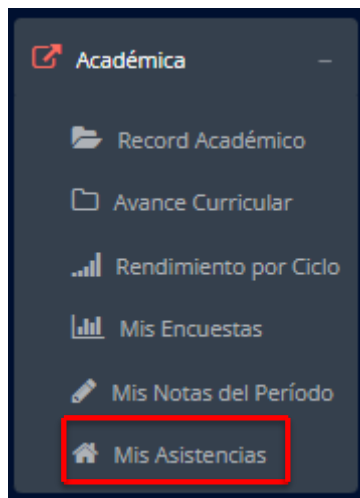 Académica –
Record Académico
Avance Curricular
Rendimiento por Ciclo
Mis Encuestas
Mis Notas del Período
Mis Asistencias